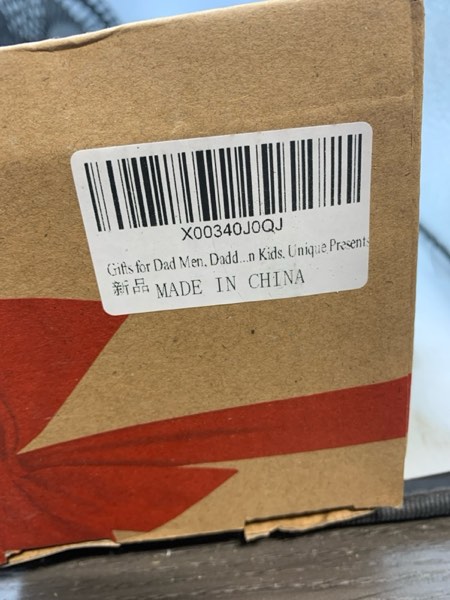 X00340J0QJ
Gifts for Dad Men, Dadd...n Kids, Unique Presents
新品 MADE IN CHINA